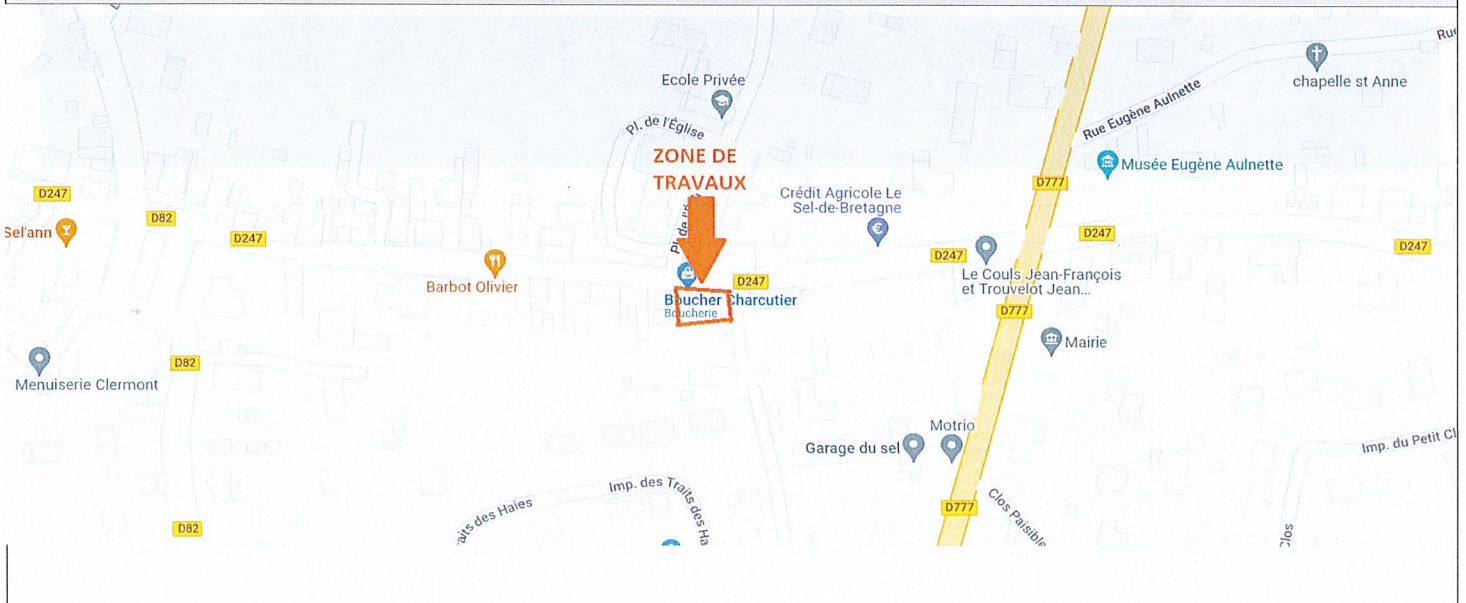 Ecole Privée
chapelle st Anne
Pl. de l'Église
Rue Eugène Aulnette
ZONE DE
TRAVAUX
Musée Eugène Aulnette
D777
D247
Crédit Agricole Le
Sel-de-Bretagne
D82
Sel'ann
D247
D247
D247
D247
Le Couls Jean-François
et Trouvelot Jean...
Barbot Olivier
D247
Boucher Charcutier
Boucherie
D777
Mairie
D82
Menuiserie Clermont
Motrio
Garage du sel
Imp. du Petit Cl
Imp. des Traits des Ha
aits des Haies
Clos Paisible
D777
D82
Clos